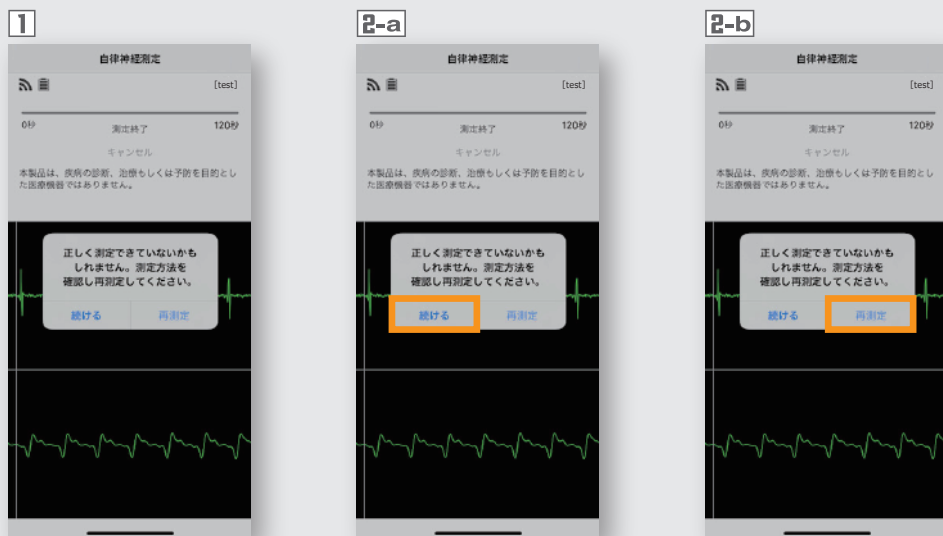 1
自律神経測定
[test]
0秒
測定終了
120秒
キャンセル
本製品は、疾病の診断、治療もしくは予防を目的とし
た医療機器ではありません。
正しく測定できていないかも
しれません。測定方法を
確認し再測定してください。
続ける
再測定
2-a
自律神経測定
[test]
0秒
測定終了
120秒
キャンセル
本製品は、疾病の診断、治療もしくは予防を目的とし
た医療機器ではありません。
正しく測定できていないかも
しれません。測定方法を
確認し再測定してください。
続ける
再測定
2-b
自律神経測定
[test]
0秒
測定終了
120秒
キャンセル
本製品は、疾病の診断、治療もしくは予防を目的とし
た医療機器ではありません。
正しく測定できていないかも
しれません。測定方法を
確認し再測定してください。
続ける
再測定